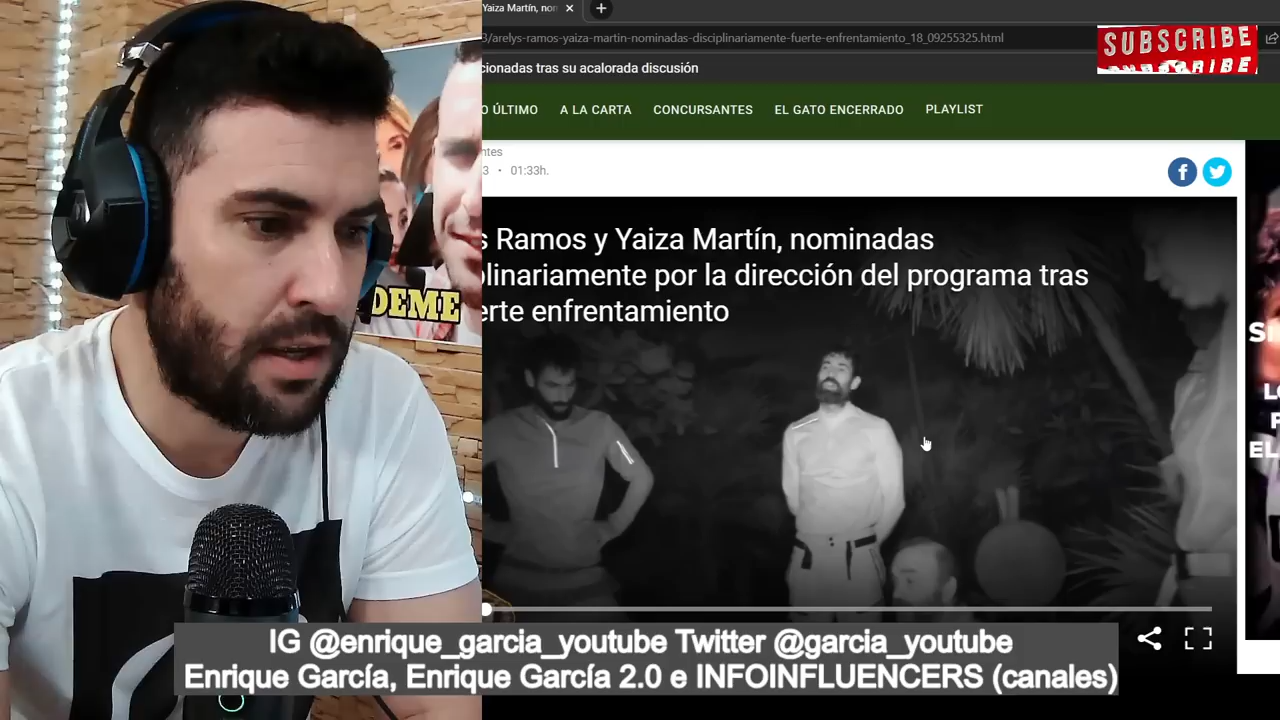 Yaiza Martín, nom
3/arelys-ramos-yaiza-martin-nominadas-disciplinariamente-fuerte-enfrentamiento_18_09255325.html
SUBSCRIBE
cionadas tras su acalorada discusión
O ÚLTIMO A LA CARTA CONCURSANTES EL GATO ENCERRADO PLAYLIST
ntes
3 · 01:33h.
s Ramos y Yaiza Martín, nominadas
plinariamente por la dirección del programa tras
erte enfrentamiento
DEME
EL
IG @enrique_garcia_youtube Twitter @garcia_youtube
Enrique García, Enrique García 2.0 e INFOINFLUENCERS (canales)